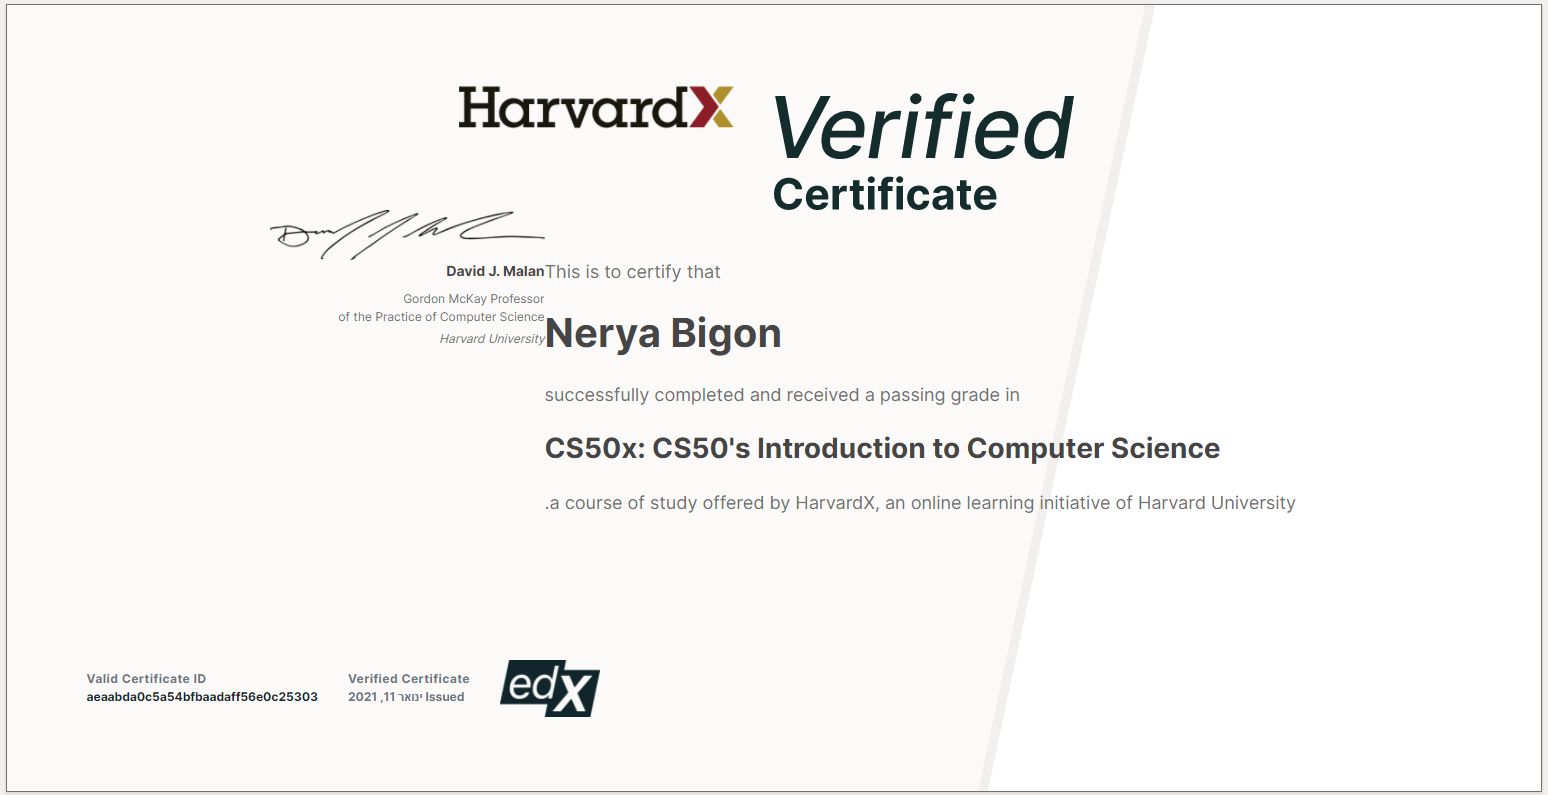 HarvardX
Verified
Certificate
David J. Malan
Gordon McKay Professor
of the Practice of Computer Science
Harvard University
This is to certify that
Nerya Bigon
successfully completed and received a passing grade in
CS50x: CS50's Introduction to Computer Science
.a course of study offered by HarvardX, an online learning initiative of Harvard University
Valid Certificate ID
aeaabda0c5a54bfbaadaff56e0c25303
Verified Certificate
Issued ינואר 11, 2021
edX